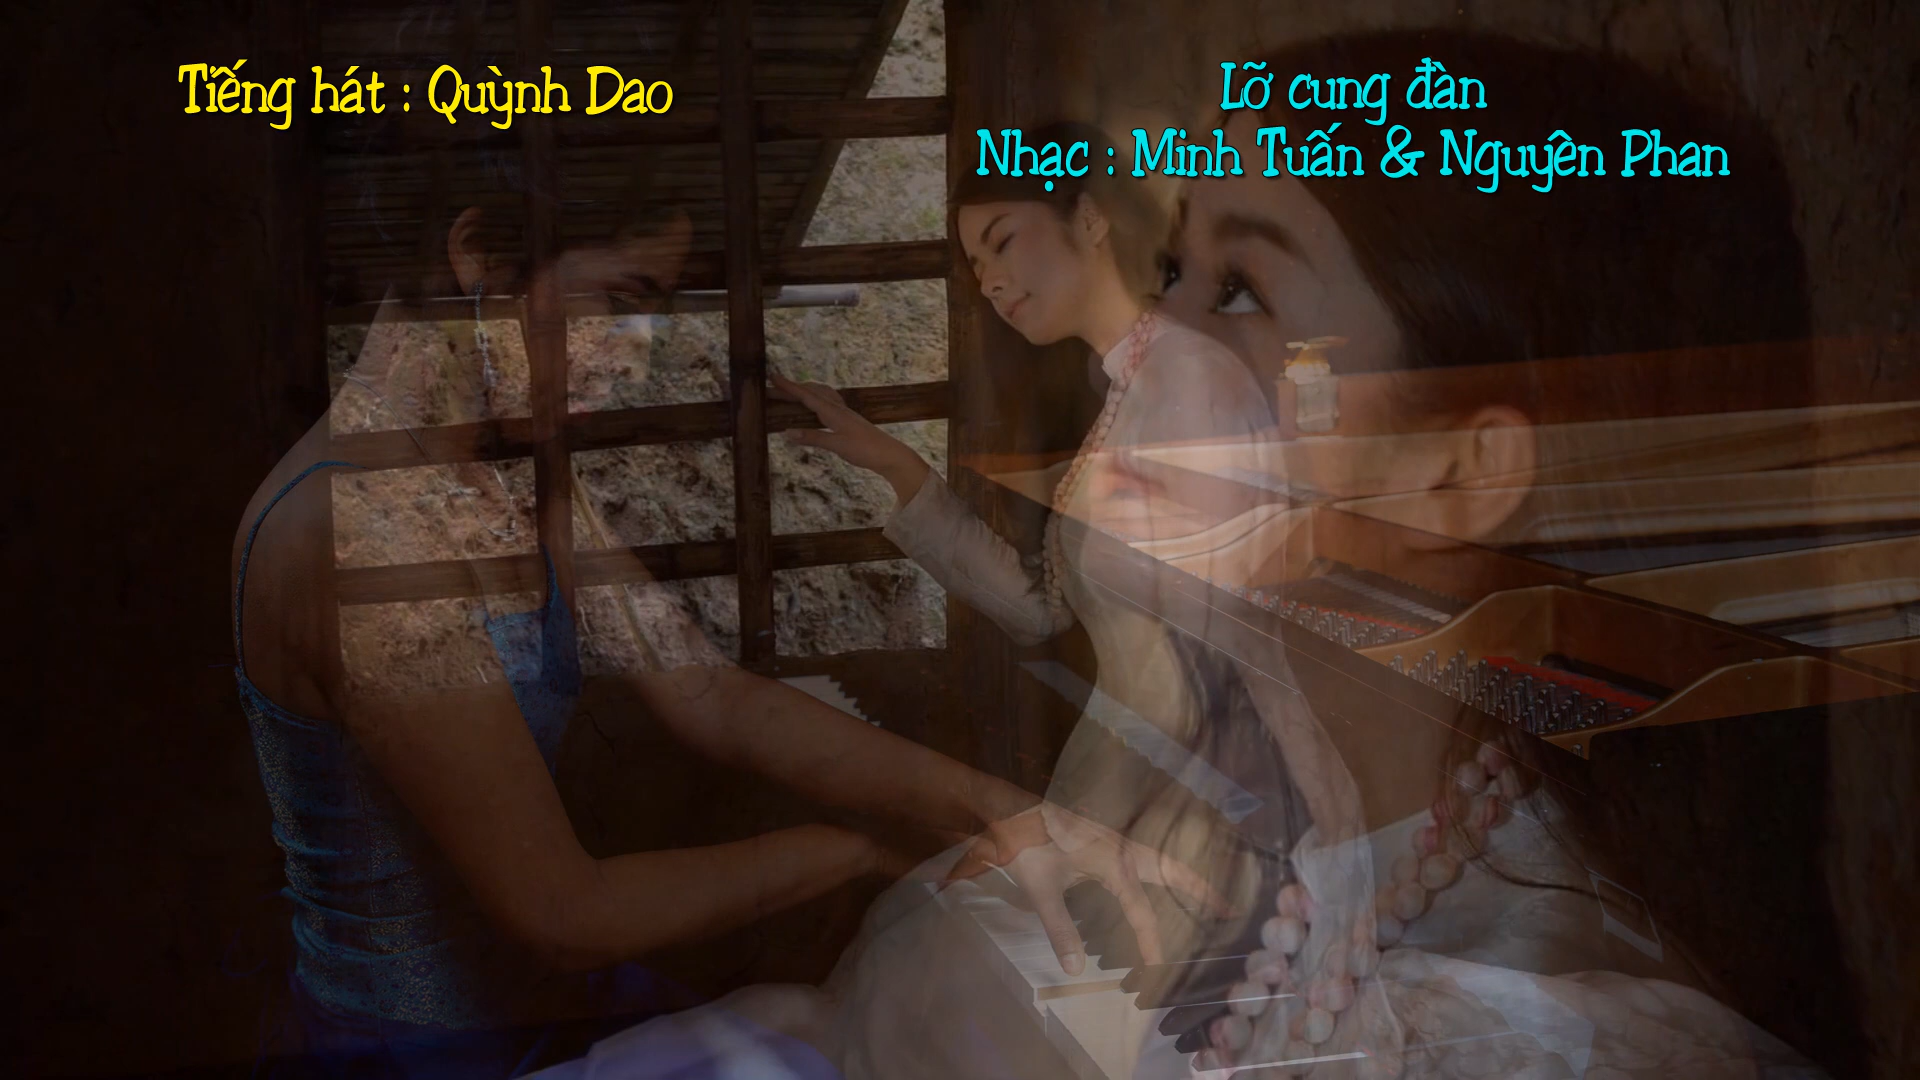 Tiếng hát : Quỳnh Dao
Lỡ cung đàn
Nhạc : Minh Tuấn & Nguyên Phan